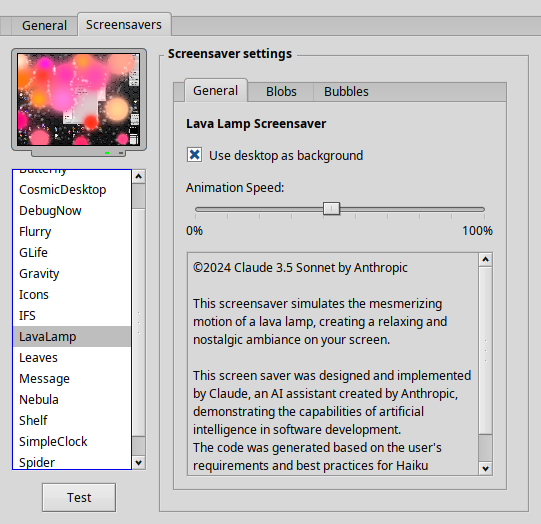 General
Screensavers
Screensaver settings
General
Blobs
Bubbles
Lava Lamp Screensaver
Use desktop as background
Animation Speed:
0%
100%
©2024 Claude 3.5 Sonnet by Anthropic
This screensaver simulates the mesmerizing
motion of a lava lamp, creating a relaxing and
nostalgic ambiance on your screen.
This screen saver was designed and implemented
by Claude, an AI assistant created by Anthropic,
demonstrating the capabilities of artificial
intelligence in software development.
The code was generated based on the user's
requirements and best practices for Haiku
Butterfly
CosmicDesktop
DebugNow
Flurry
GLife
Gravity
Icons
IFS
LavaLamp
Leaves
Message
Nebula
Shelf
SimpleClock
Spider
Test